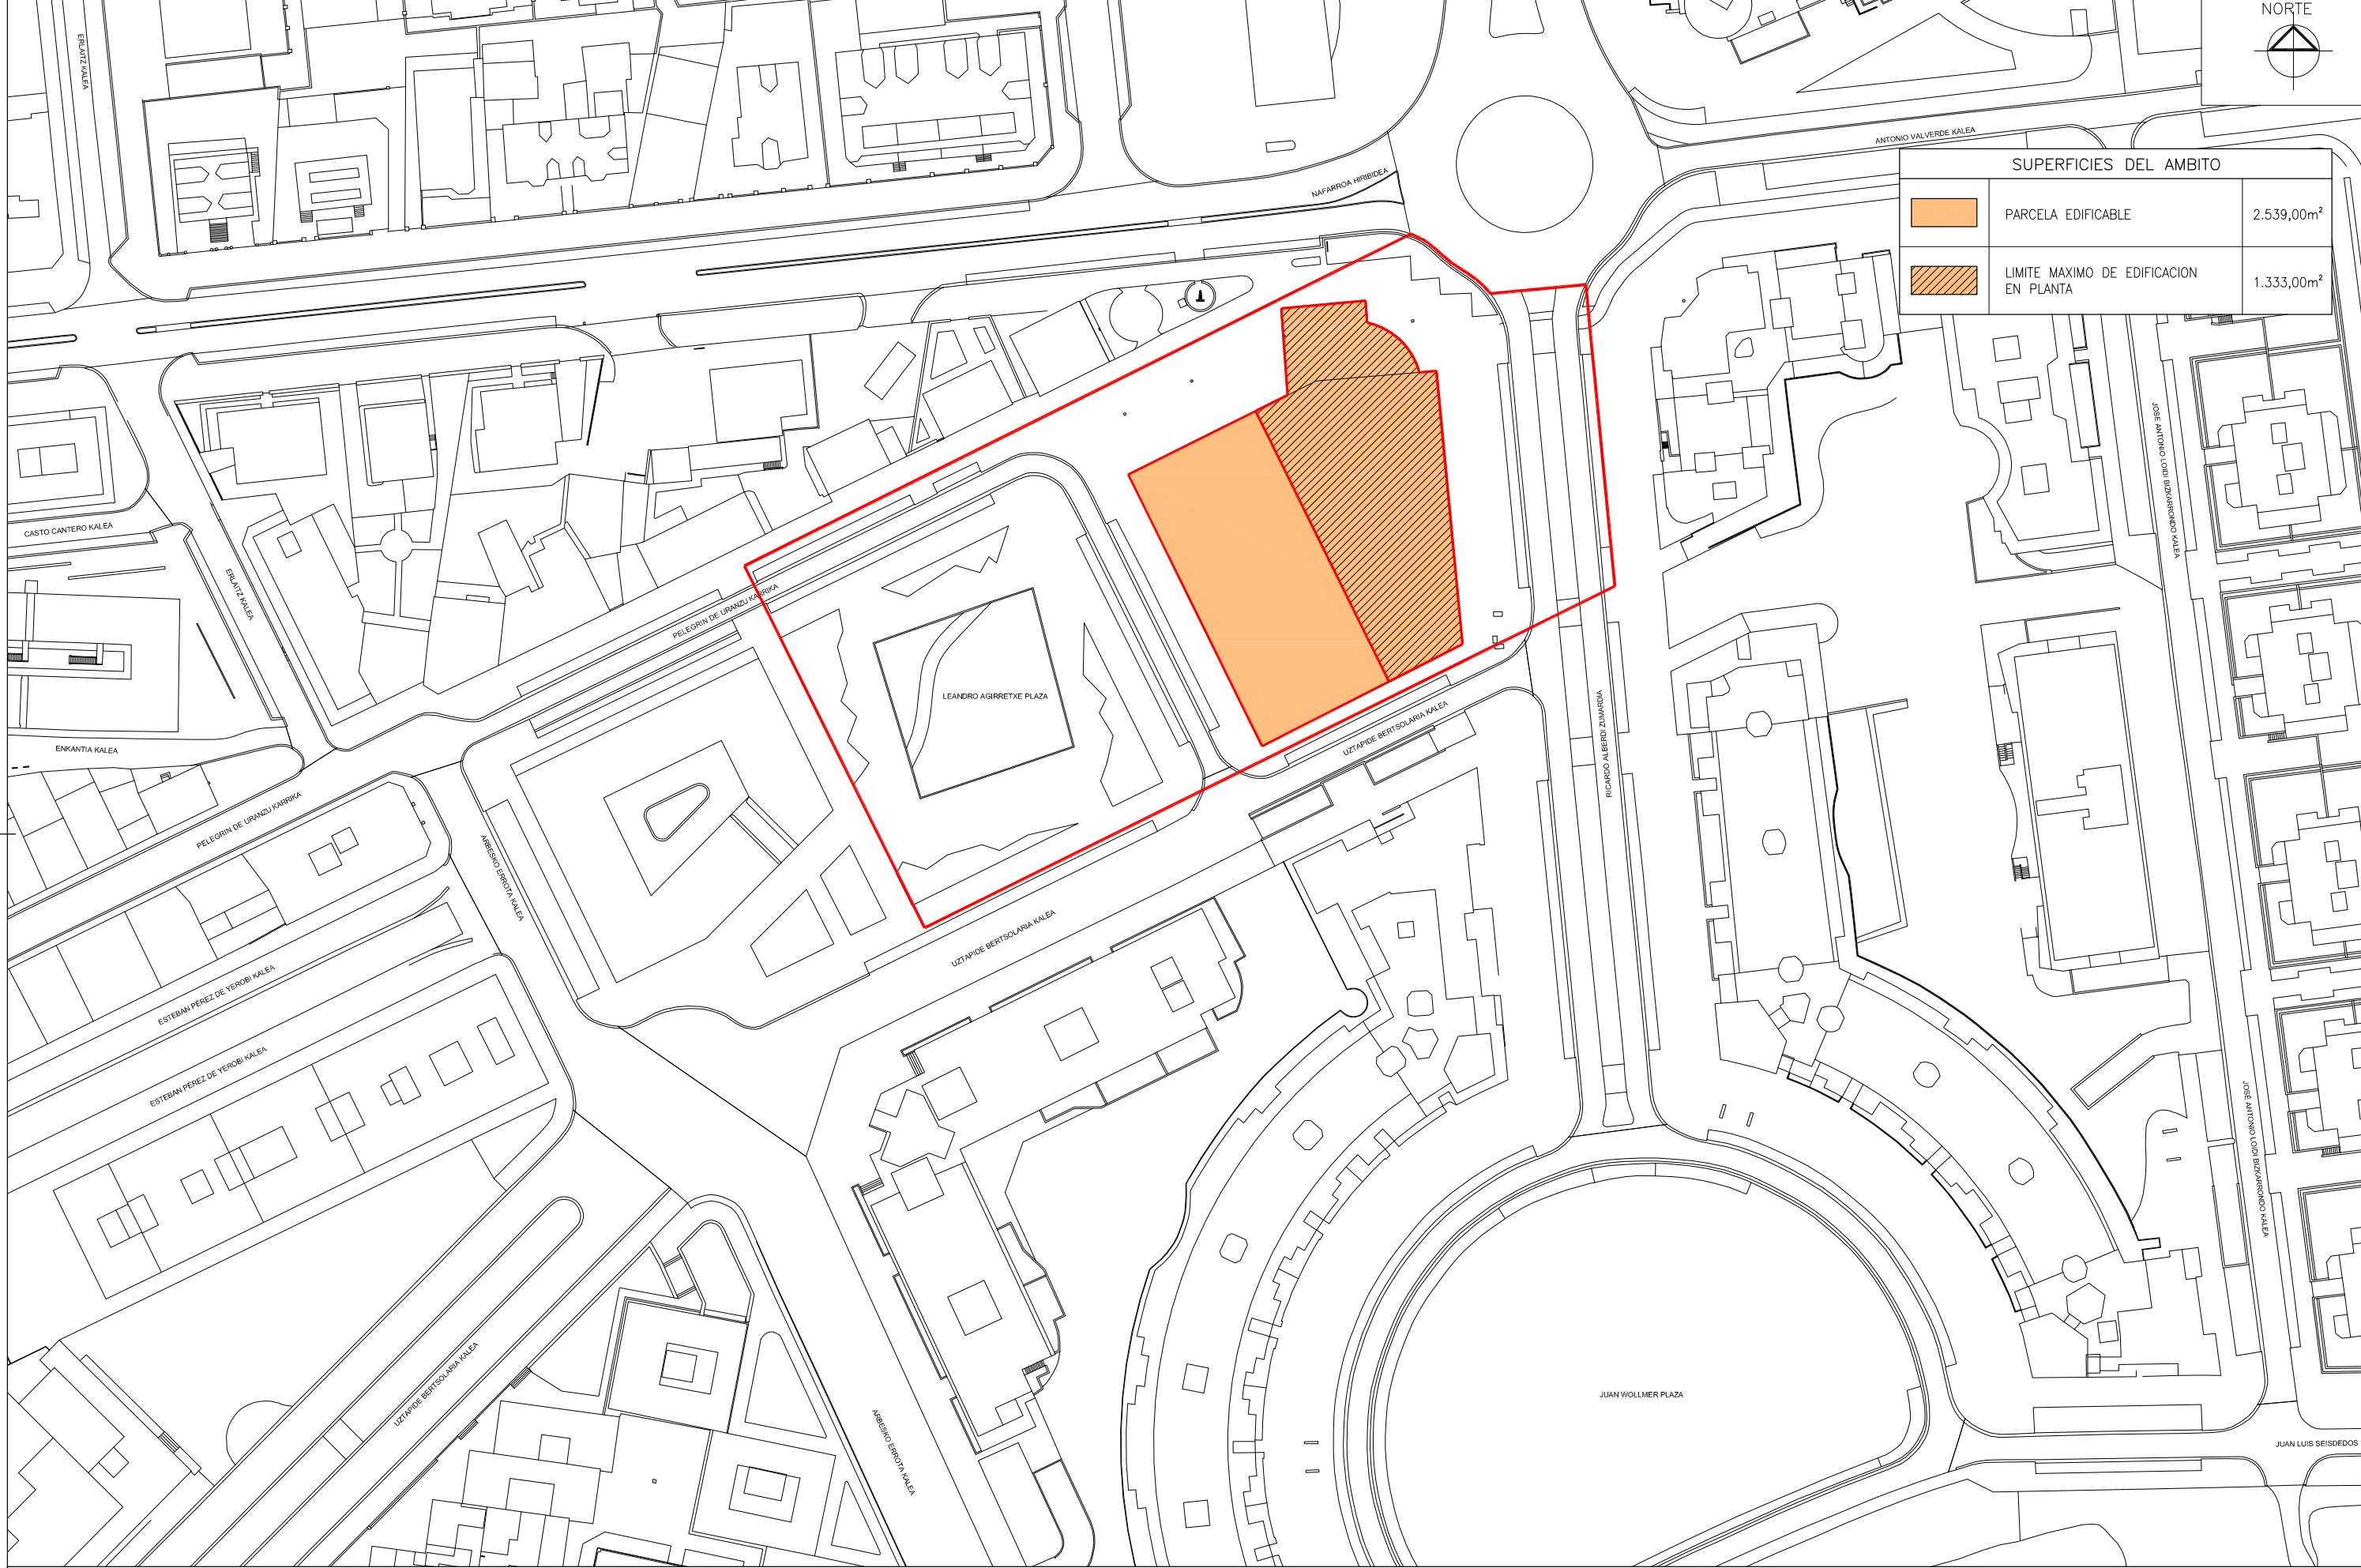 NORTE
ERLAITZ KALEA
ANTONIO VALVERDE KALEA
SUPERFICIES DEL AMBITO
PARCELA EDIFICABLE
2.539,00m²
LIMITE MAXIMO DE EDIFICACION
EN PLANTA
1.333,00m²
NAFARROA HIRIBIDEA
JOSE ANTONIO LOIDI BIZKARRONDO KALEA
CASTO CANTERO KALEA
ERLAITZ KALEA
PELEGRIN DE URANZU KARRIKA
LEANDRO AGIRRETXE PLAZA
UZTAPIDE BERTSOLARIA KALEA
RICARDO ALBERDI ZUMARDIA
ENKANTIA KALEA
PELEGRIN DE URANZU KARRIKA
ARBESKO ERROTA KALEA
UZTAPIDE BERTSOLARIA KALEA
ESTEBAN PÉREZ DE YEROBI KALEA
ESTEBAN PÉREZ DE YEROBI KALEA
JOSÉ ANTONIO LOIDI BIZKARRONDO KALEA
UZTAPIDE BERTSOLARIA KALEA
JUAN WOLLMER PLAZA
ARBESKO ERROTA KALEA
JUAN LUIS SEISDEDOS